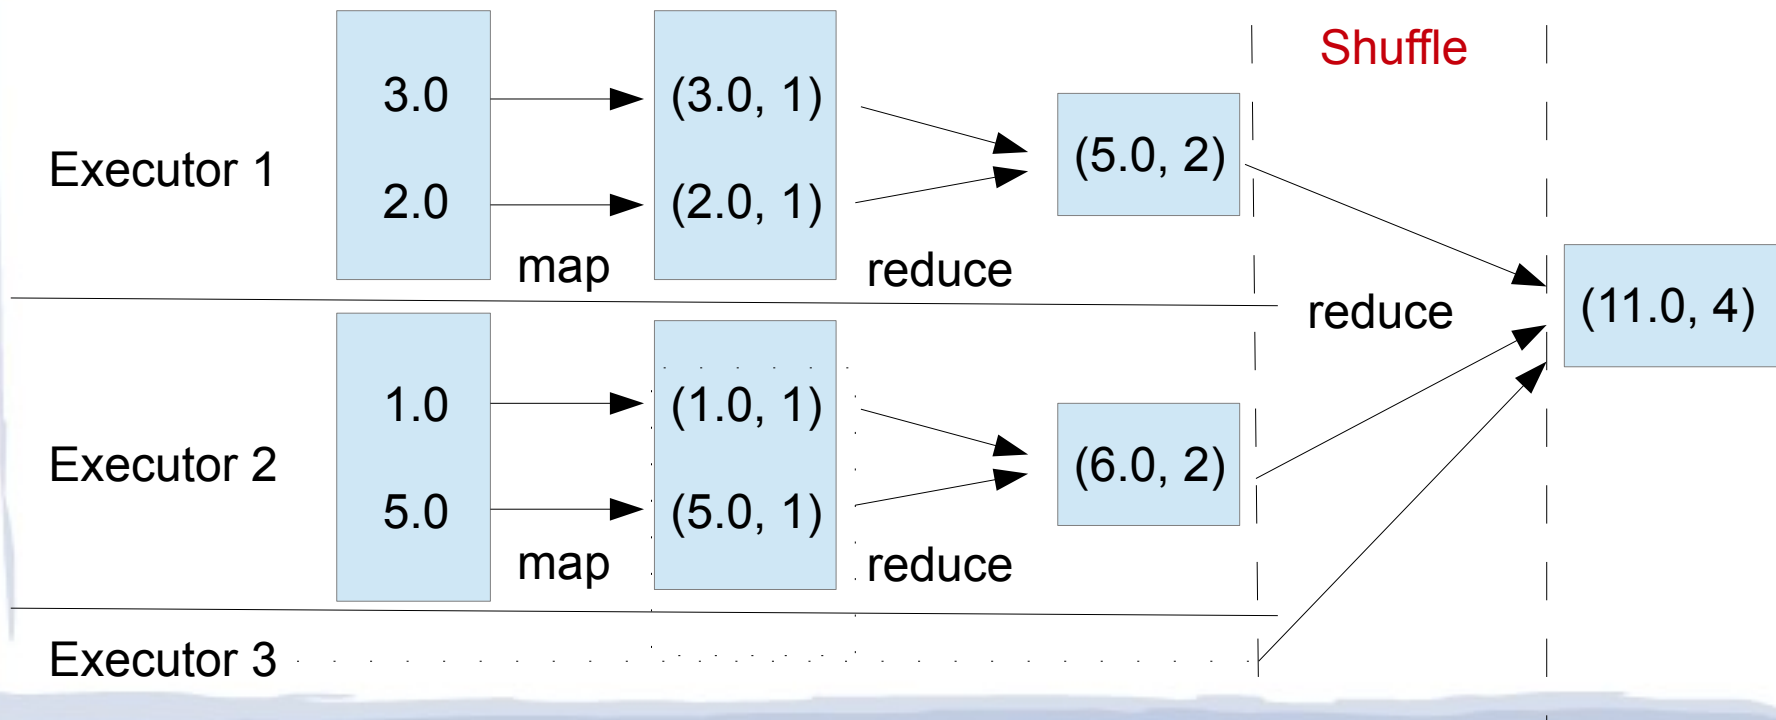 Shuffle
Executor 1
3.0
(3.0, 1)
(5.0, 2)
2.0
(2.0, 1)
map
reduce
reduce
(11.0, 4)
Executor 2
1.0
(1.0, 1)
(6.0, 2)
5.0
(5.0, 1)
map
reduce
Executor 3